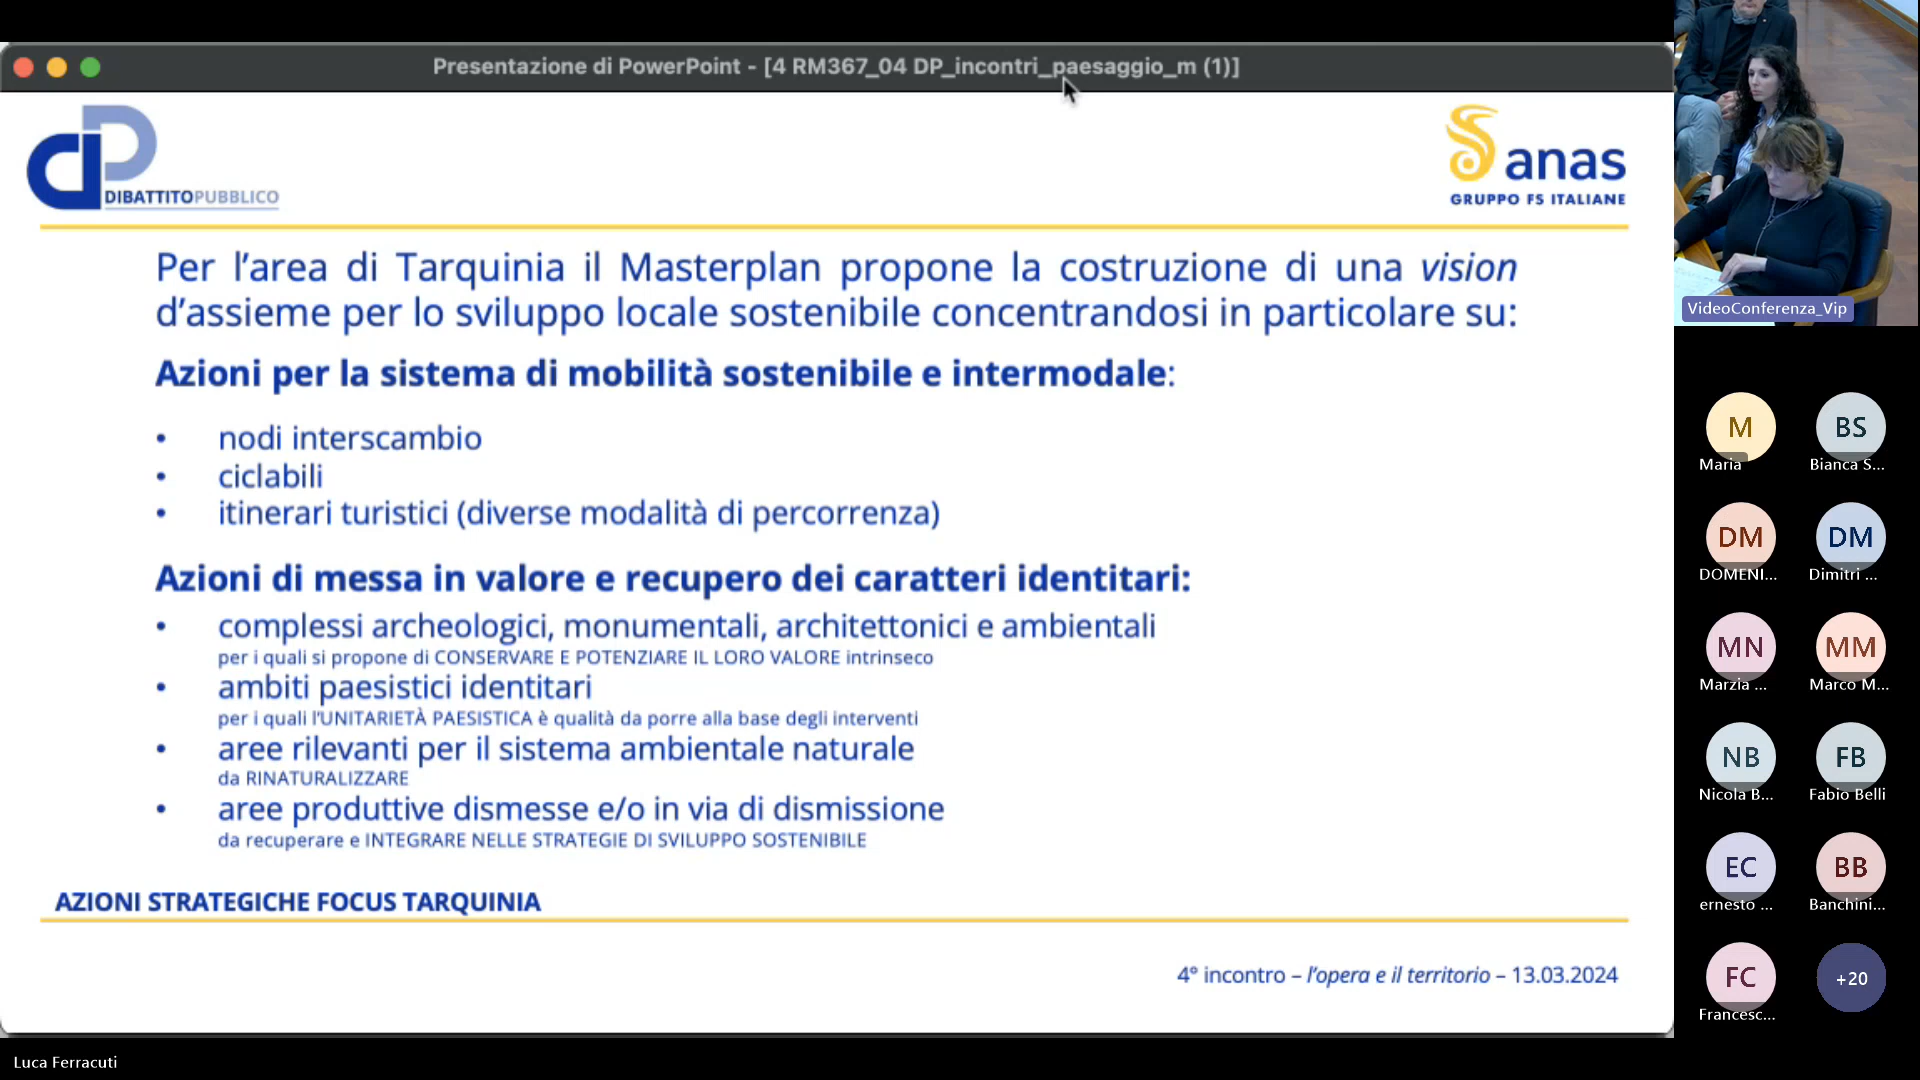 Presentazione di PowerPoint - [4 RM367_04 DP_incontri_paesaggio_m (1)]
DIBATTITOPUBBLICO
anas
GRUPPO FS ITALIANE
Per l'area di Tarquinia il Masterplan propone la costruzione di una vision
d'assieme per lo sviluppo locale sostenibile concentrandosi in particolare su:
Azioni per la sistema di mobilità sostenibile e intermodale:
• nodi interscambio
• ciclabili
• itinerari turistici (diverse modalità di percorrenza)
Azioni di messa in valore e recupero dei caratteri identitari:
• complessi archeologici, monumentali, architettonici e ambientali
per i quali si propone di CONSERVARE E POTENZIARE IL LORO VALORE intrinseco
• ambiti paesistici identitari
per i quali l'UNITARIETÀ PAESISTICA è qualità da porre alla base degli interventi
• aree rilevanti per il sistema ambientale naturale
da RINATURALIZZARE
• aree produttive dismesse e/o in via di dismissione
da recuperare e INTEGRARE NELLE STRATEGIE DI SVILUPPO SOSTENIBILE
AZIONI STRATEGICHE FOCUS TARQUINIA
4° incontro – l'opera e il territorio – 13.03.2024
Luca Ferracuti
VideoConferenza_Vip
M BS
Maria Bianca S...
DM DM
DOMENI... Dimitri ...
MN MM
Marzia ... Marco M...
NB FB
Nicola B... Fabio Belli
EC BB
ernesto ... Banchini...
FC +20
Francesc...